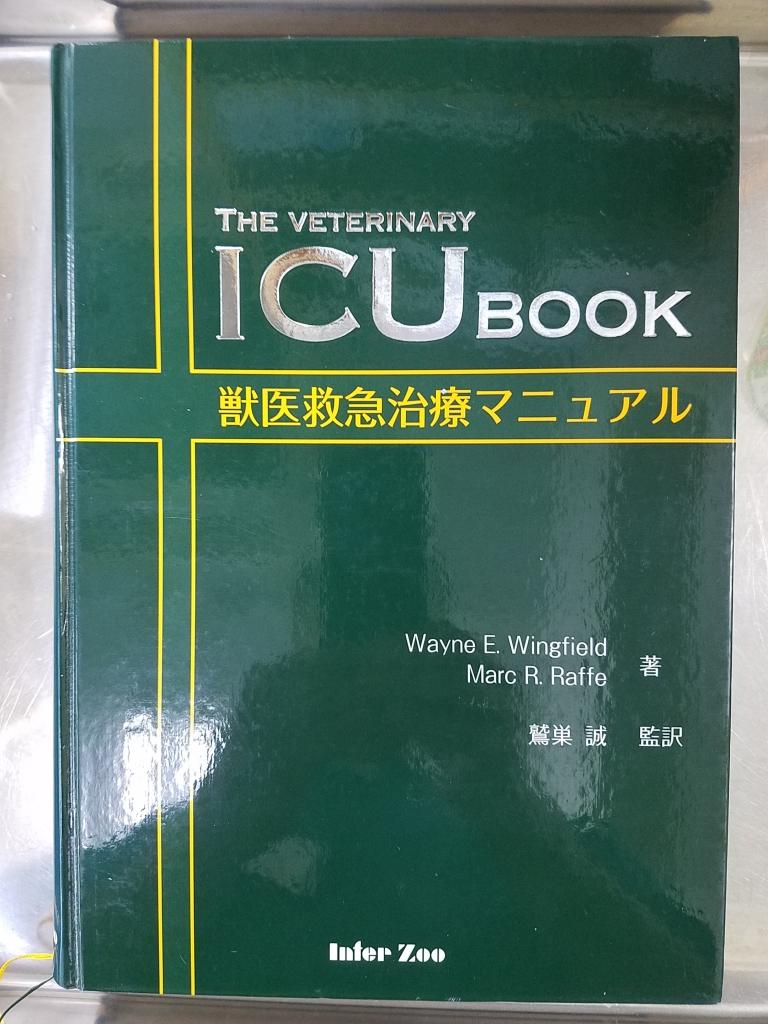 THE VETERINARY
ICU BOOK
獣医救急治療マニュアル
Wayne E. Wingfield
Marc R. Raffe 著
鷲巣 誠 監訳
Inter Zoo